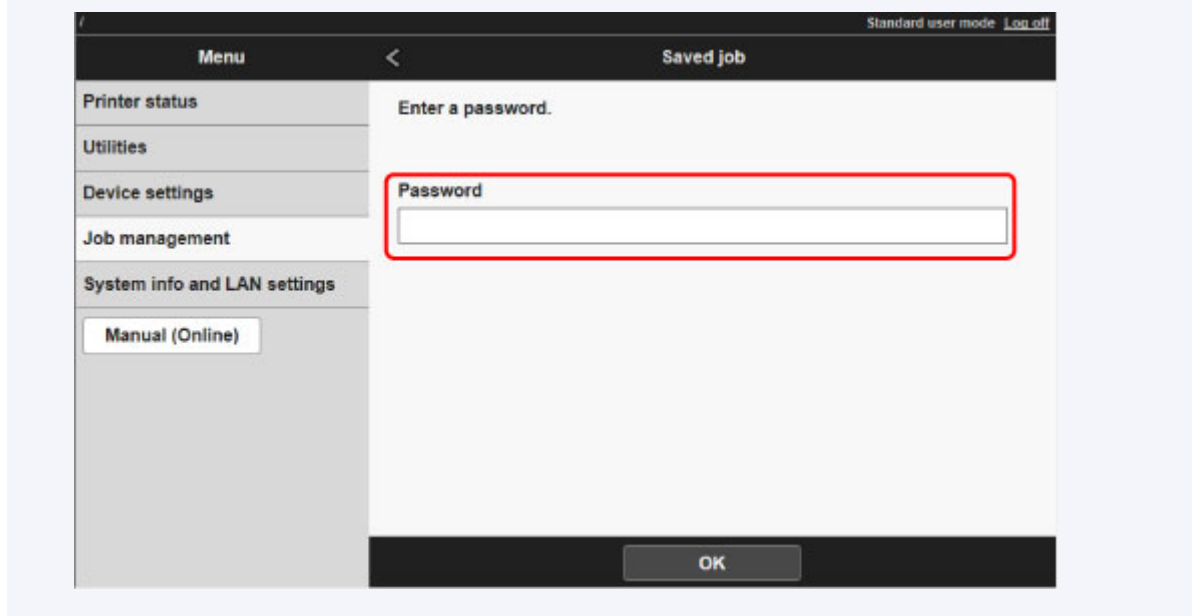 /
Standard user mode Log off
Menu
<
Saved job
Printer status
Utilities
Device settings
Job management
System info and LAN settings
Manual (Online)
Enter a password.
Password
OK